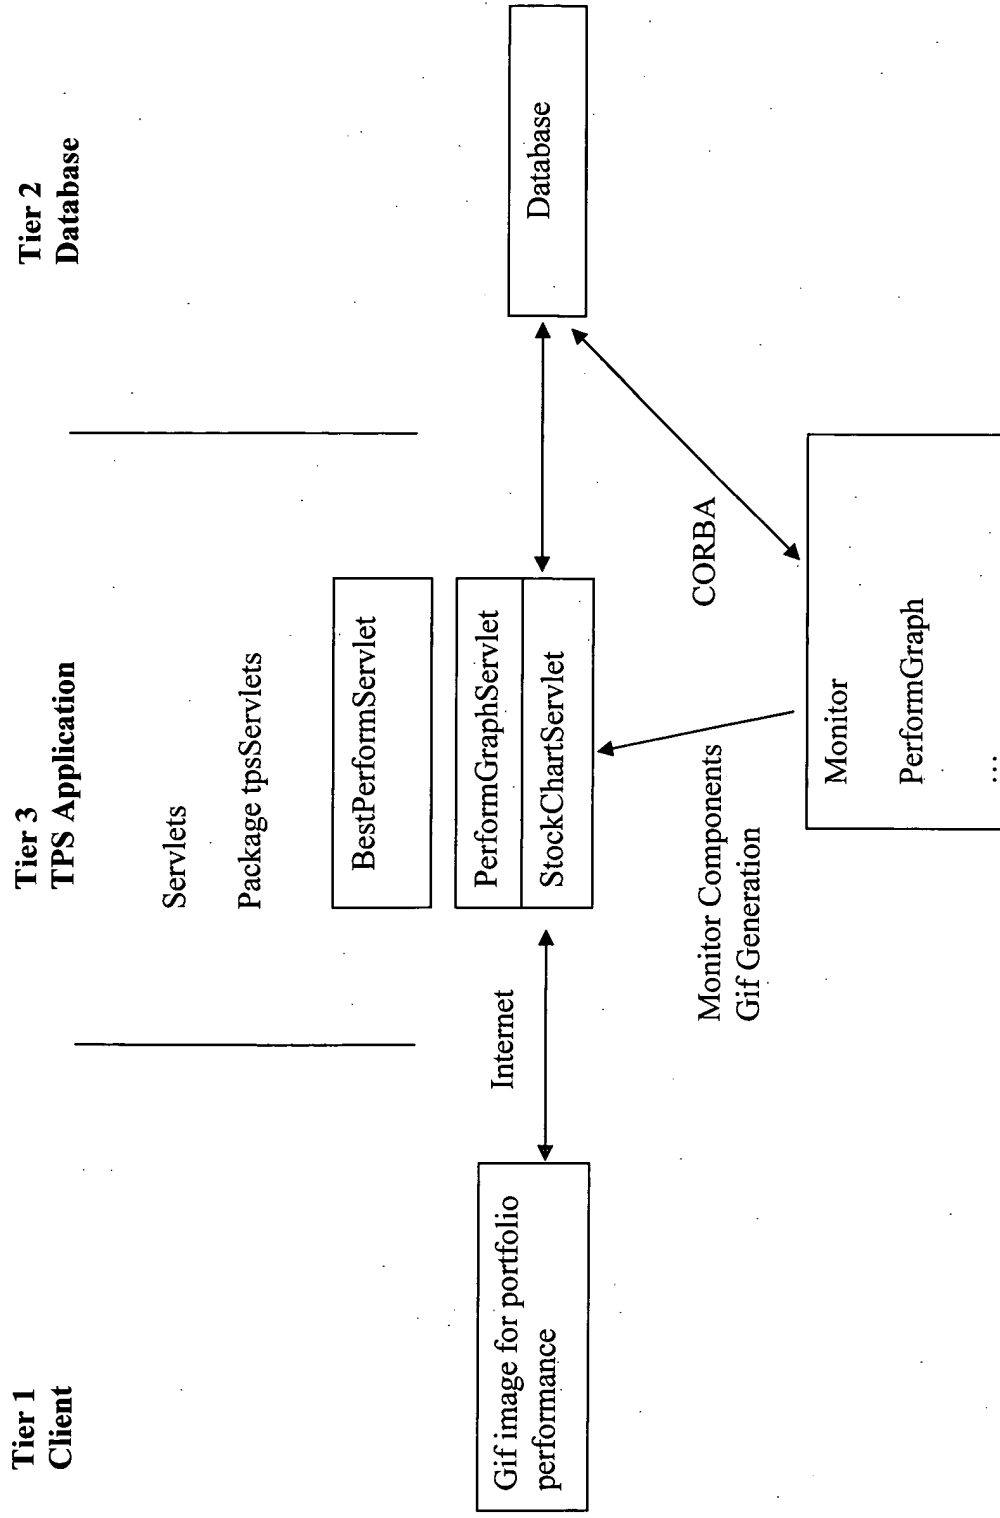 Tier 1
Client
Tier 3
TPS Application
Tier 2
Database
Servlets
Package tpsServlets
BestPerformServlet
Gif image for portfolio
performance
Internet
PerformGraphServlet
StockChartServlet
Database
Monitor Components
Gif Generation
CORBA
Monitor
PerformGraph
...